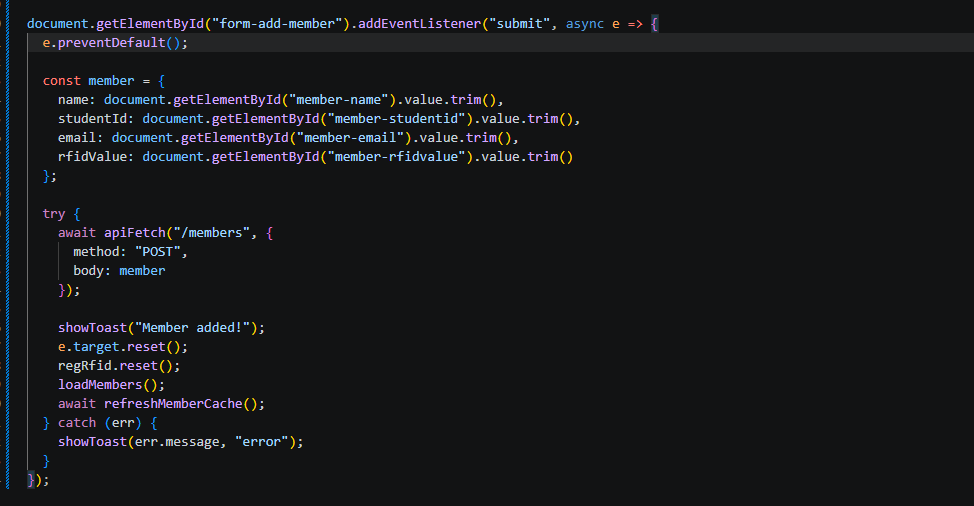 document.getElementById("form-add-member").addEventListener("submit", async e => {
  e.preventDefault();

  const member = {
    name: document.getElementById("member-name").value.trim(),
    studentId: document.getElementById("member-studentid").value.trim(),
    email: document.getElementById("member-email").value.trim(),
    rfidValue: document.getElementById("member-rfidvalue").value.trim()
  };

  try {
    await apiFetch("/members", {
      method: "POST",
      body: member
    });

    showToast("Member added!");
    e.target.reset();
    regRfid.reset();
    loadMembers();
    await refreshMemberCache();
  } catch (err) {
    showToast(err.message, "error");
  }
});